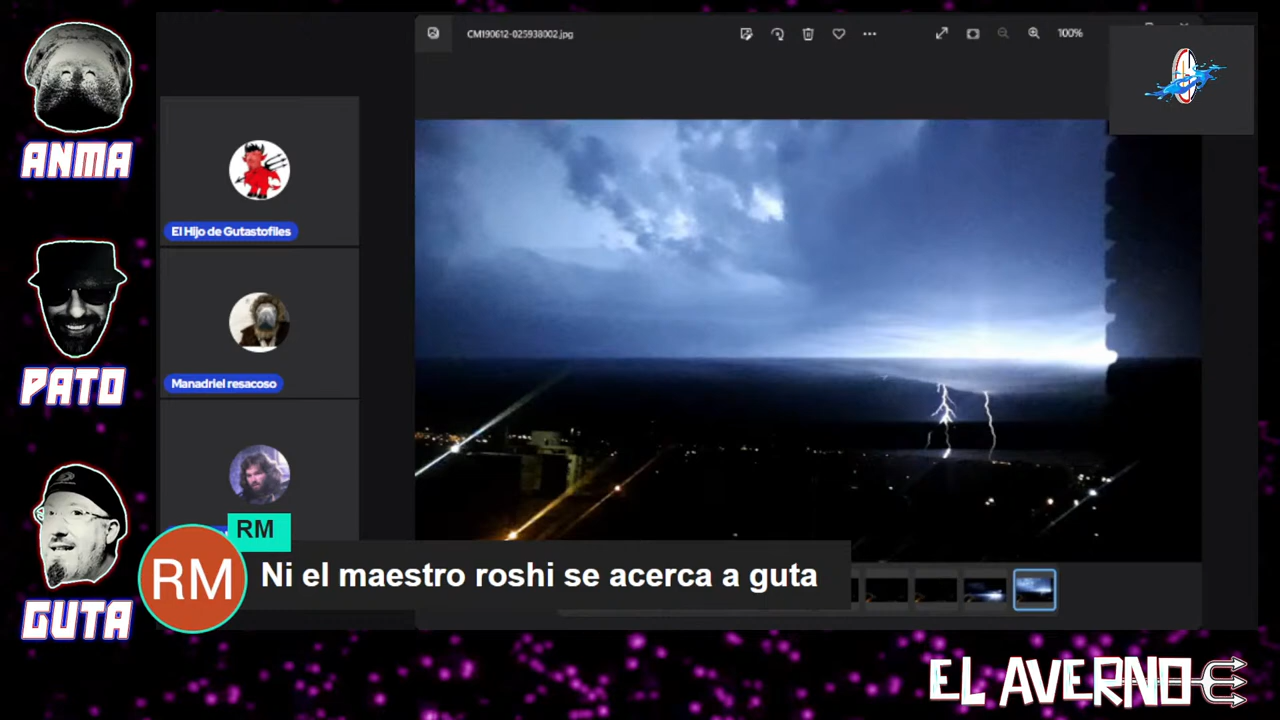 CM190612-025938002.jpg
100%
ANMA
El Hijo de Gutastofiles
PATO
Manadriel resacoso
RM
RM
Ni el maestro roshi se acerca a guta
GUTA
EL AVERNO